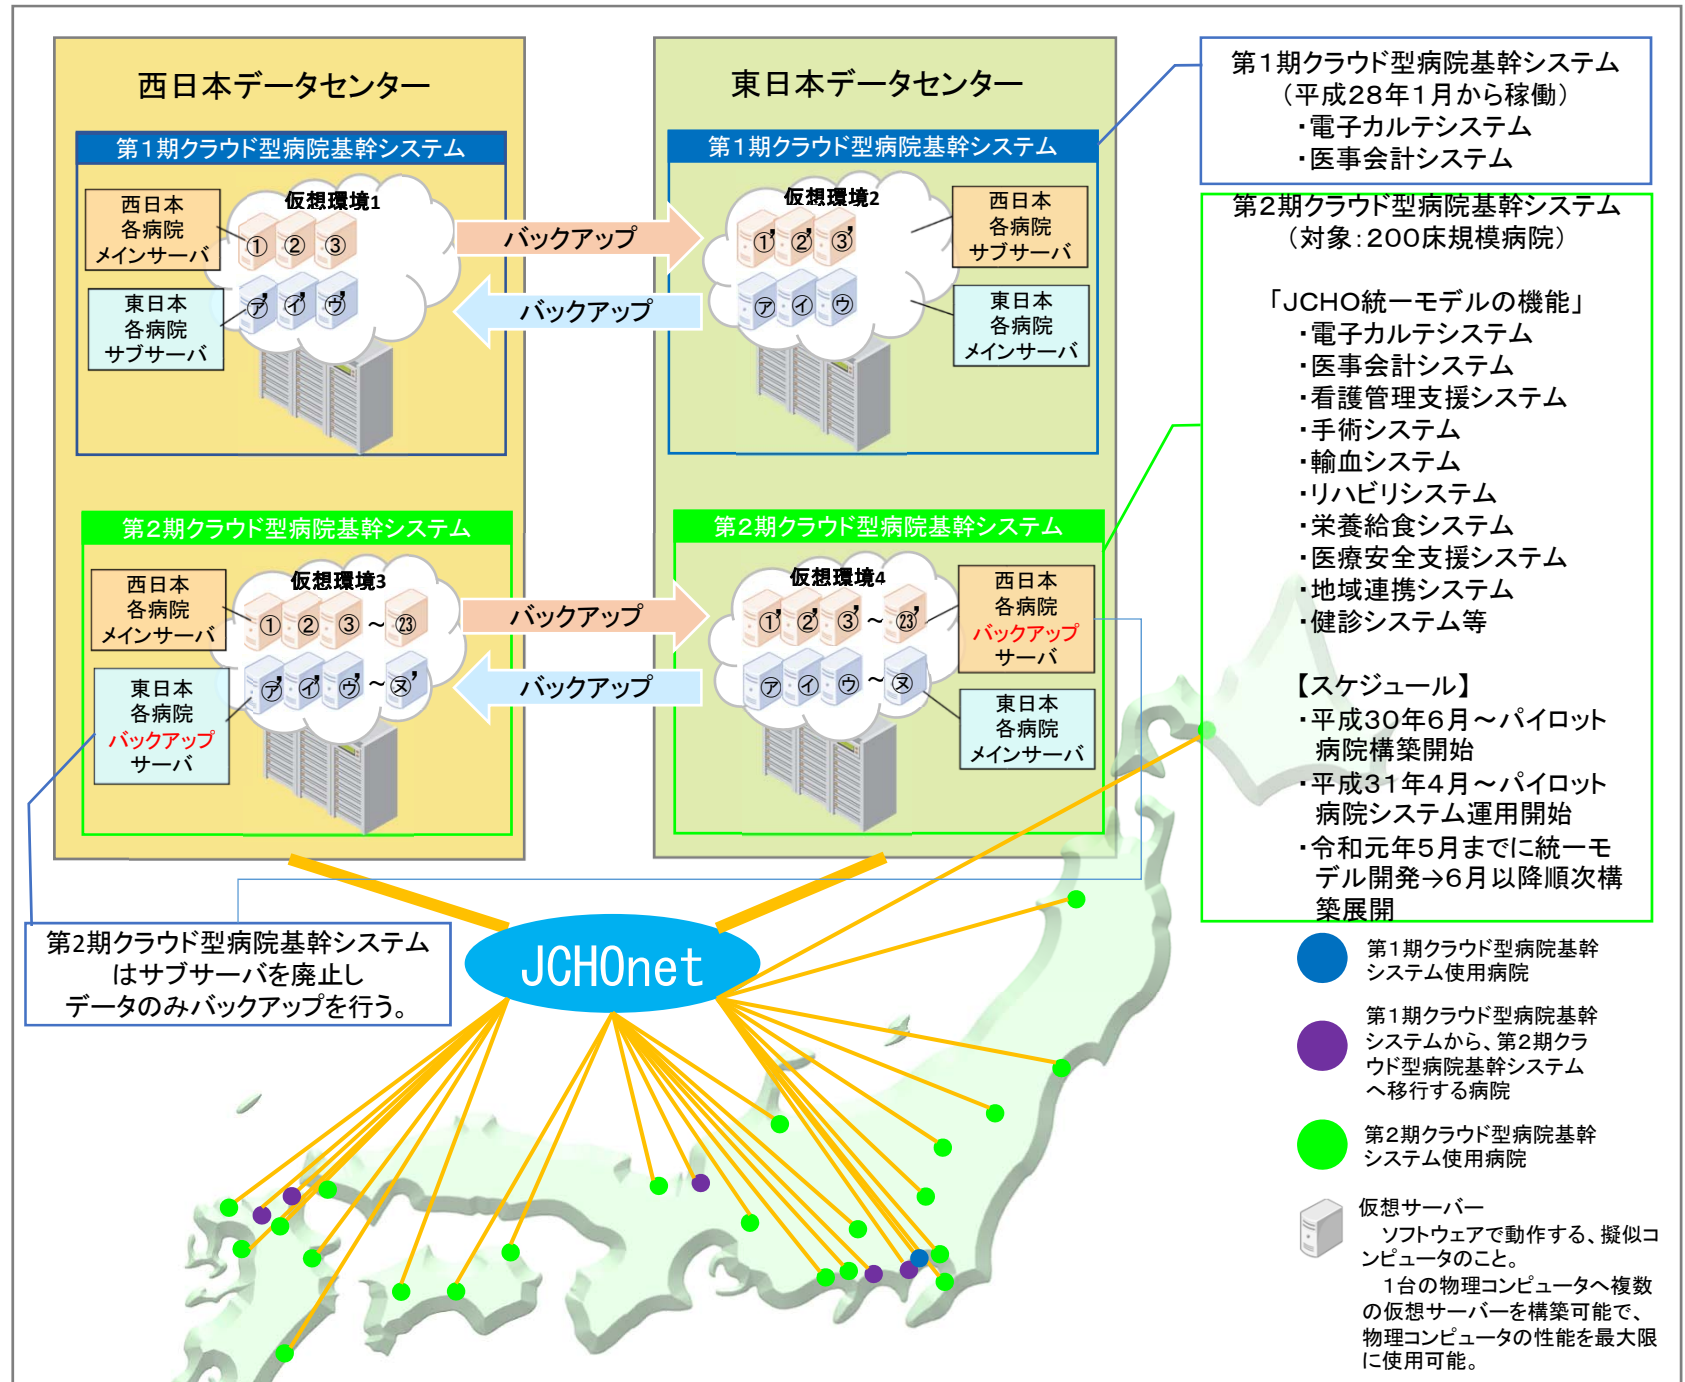 西日本データセンター
第1期クラウド型病院基幹システム
仮想環境1
西日本
各病院
メインサーバ
① ② ③
東日本
各病院
サブサーバ
㋐' ㋑' ㋒'
バックアップ
バックアップ
東日本データセンター
第1期クラウド型病院基幹システム
仮想環境2
西日本
各病院
サブサーバ
①' ②' ③'
東日本
各病院
メインサーバ
㋐ ㋑ ㋒
第2期クラウド型病院基幹システム
仮想環境3
西日本
各病院
メインサーバ
① ② ③ ~ ㉓
東日本
各病院
バックアップ
サーバ
㋐' ㋑' ㋒' ~ ㋦'
バックアップ
バックアップ
第2期クラウド型病院基幹システム
仮想環境4
西日本
各病院
バックアップ
サーバ
①' ②' ③' ~ ㉓'
東日本
各病院
メインサーバ
㋐ ㋑ ㋒ ~ ㋦
第1期クラウド型病院基幹システム
(平成28年1月から稼働)
・電子カルテシステム
・医事会計システム
第2期クラウド型病院基幹システム
(対象:200床規模病院)
「JCHO統一モデルの機能」
・電子カルテシステム
・医事会計システム
・看護管理支援システム
・手術システム
・輸血システム
・リハビリシステム
・栄養給食システム
・医療安全支援システム
・地域連携システム
・健診システム等
【スケジュール】
・平成30年6月~パイロット
病院構築開始
・平成31年4月~パイロット
病院システム運用開始
・令和元年5月までに統一モ
デル開発→6月以降順次構
築展開
第2期クラウド型病院基幹システム
はサブサーバを廃止し
データのみバックアップを行う。
JCHOnet
第1期クラウド型病院基幹
システム使用病院
第1期クラウド型病院基幹
システムから、第2期クラ
ウド型病院基幹システム
へ移行する病院
第2期クラウド型病院基幹
システム使用病院
仮想サーバー
ソフトウェアで動作する、擬似コ
ンピュータのこと。
1台の物理コンピュータへ複数
の仮想サーバーを構築可能で、
物理コンピュータの性能を最大限
に使用可能。